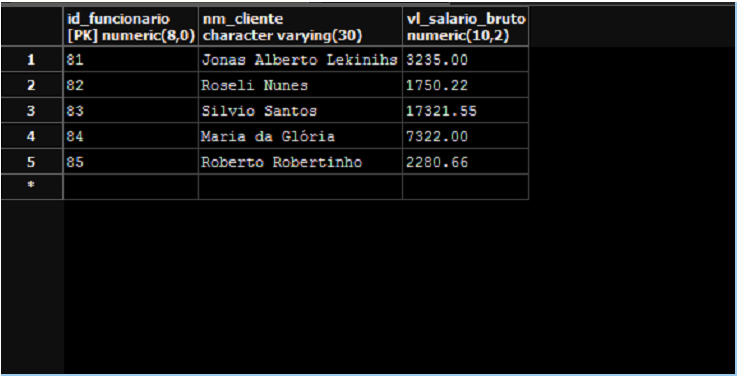 id_funcionario nm_cliente vl_salario_bruto
[PK] numeric(8,0) character varying(30) numeric(10,2)
1 81 Jonas Alberto Lekinihs 3235.00
2 82 Roseli Nunes 1750.22
3 83 Silvio Santos 17321.55
4 84 Maria da Glória 7322.00
5 85 Roberto Robertinho 2280.66
*